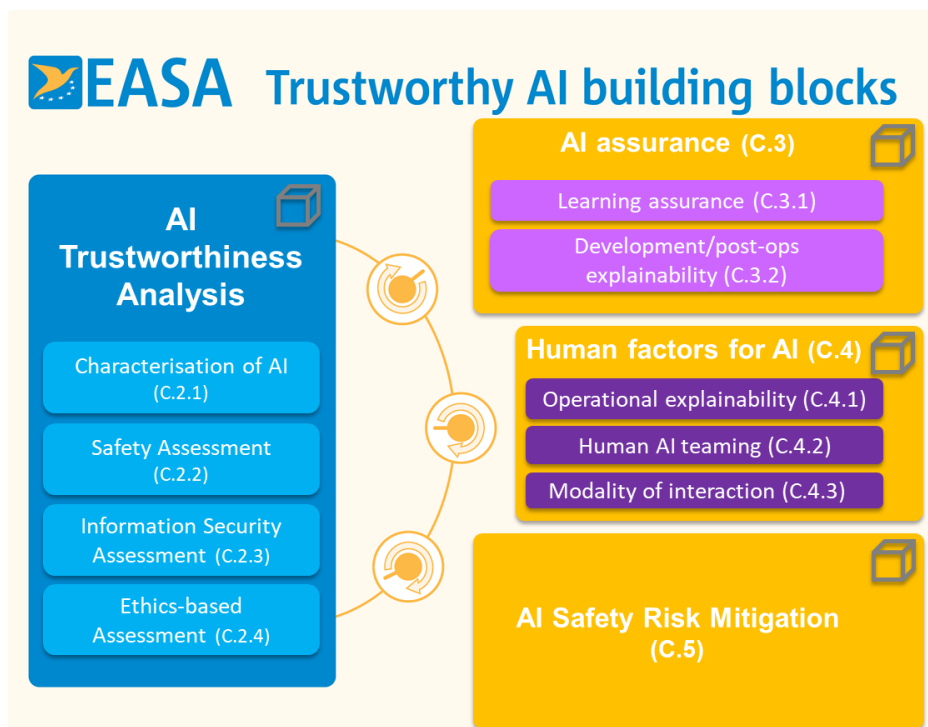 EASA Trustworthy AI building blocks
AI
Trustworthiness
Analysis
Characterisation of AI
(C.2.1)
Safety Assessment
(C.2.2)
Information Security
Assessment (C.2.3)
Ethics-based
Assessment (C.2.4)
AI assurance (C.3)
Learning assurance (C.3.1)
Development/post-ops
explainability (C.3.2)
Human factors for AI (C.4)
Operational explainability (C.4.1)
Human AI teaming (C.4.2)
Modality of interaction (C.4.3)
AI Safety Risk Mitigation
(C.5)